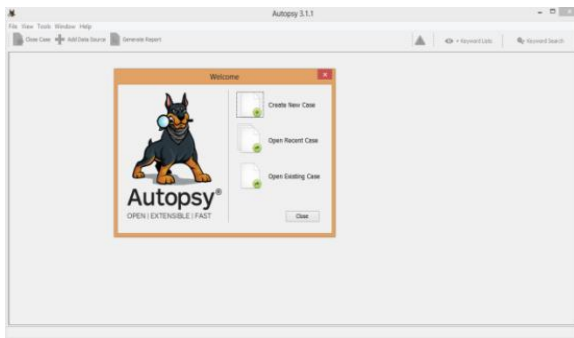 Autopsy 3.1.1
File View Tools Window Help
Close Case Add Data Source Generate Report Keyword Lists Keyword Search
Welcome
Create New Case
Open Recent Case
Open Existing Case
Autopsy®
OPEN | EXTENSIBLE | FAST
Close